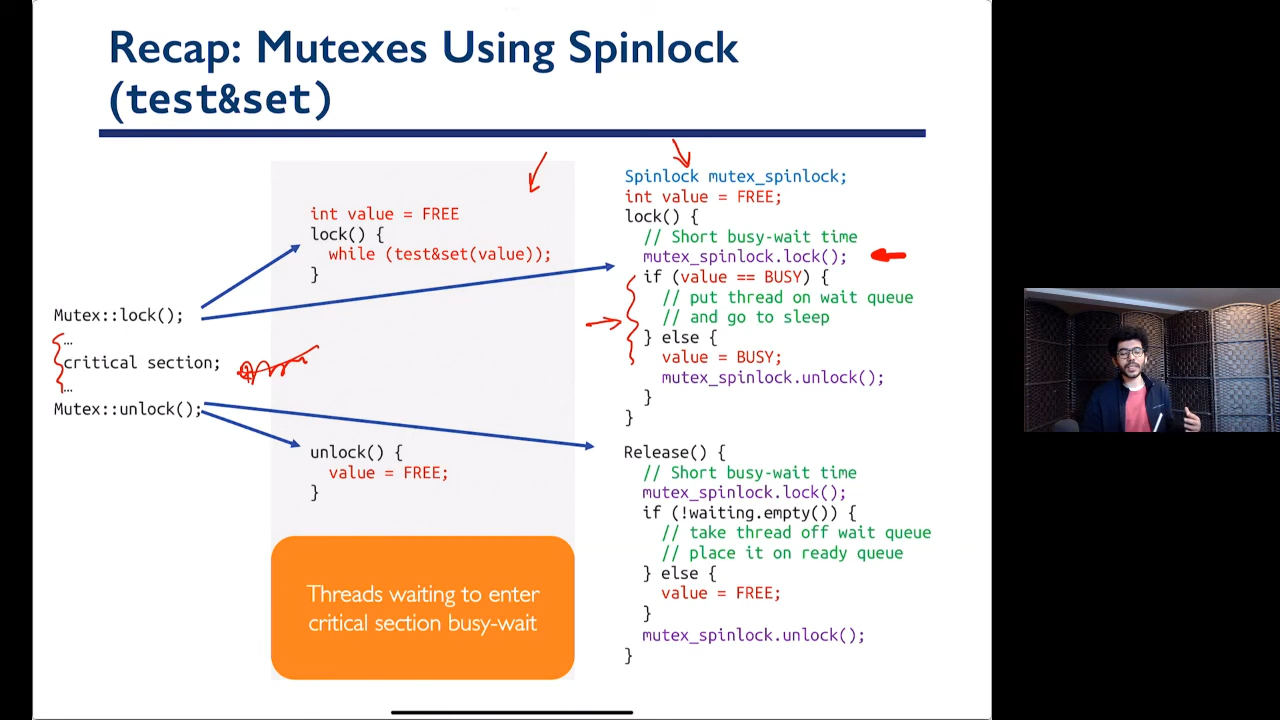 Recap: Mutexes Using Spinlock
(test&set)
Mutex::lock();
…
critical section;
…
Mutex::unlock();
int value = FREE
lock() {
while (test&set(value));
}
unlock() {
value = FREE;
}
Threads waiting to enter
critical section busy-wait
Spinlock mutex_spinlock;
int value = FREE;
lock() {
// Short busy-wait time
mutex_spinlock.lock();
if (value == BUSY) {
// put thread on wait queue
// and go to sleep
} else {
value = BUSY;
mutex_spinlock.unlock();
}
}
Release() {
// Short busy-wait time
mutex_spinlock.lock();
if (!waiting.empty()) {
// take thread off wait queue
// place it on ready queue
} else {
value = FREE;
}
mutex_spinlock.unlock();
}